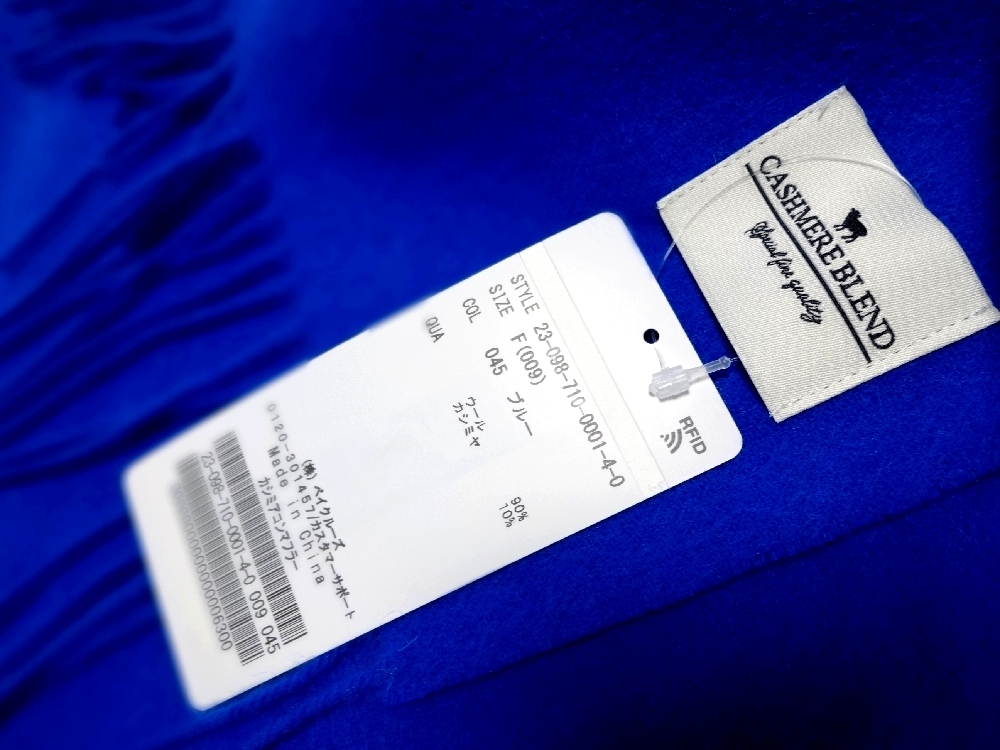 CASHMERE BLEND
Special fine quality
RFID
STYLE 23-098-710-0001-4-0
SIZE F(009)
COL 045 ブルー
QUA
ウール 90%
カシミヤ 10%
(株)ベイクルーズ
0120-301457/カスタマーサポート
Made in China
カシミアコンマフラー
23-098-710-0001-4-0 009 045